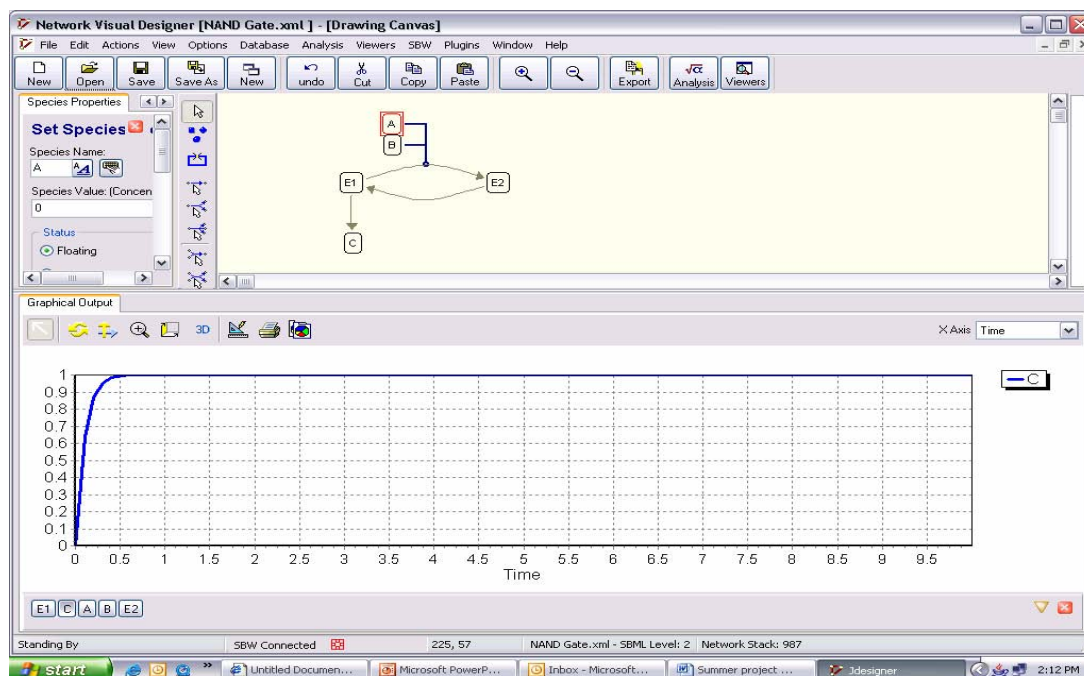 Network Visual Designer [NAND Gate.xml ] - [Drawing Canvas]
File Edit Actions View Options Database Analysis Viewers SBW Plugins Window Help
New Open Save Save As New undo Cut Copy Paste Export Analysis Viewers
Species Properties
Set Species
Species Name:
A
Species Value: (Concen
0
Status
Floating
A
B
E1 E2
C
Graphical Output
3D
X Axis Time
C
1
0.9
0.8
0.7
0.6
0.5
0.4
0.3
0.2
0.1
0
0 0.5 1 1.5 2 2.5 3 3.5 4 4.5 5 5.5 6 6.5 7 7.5 8 8.5 9 9.5
Time
E1 C A B E2
Standing By SBW Connected 225, 57 NAND Gate.xml - SBML Level: 2 Network Stack: 987
start Untitled Documen... Microsoft PowerP... Inbox - Microsoft... Summer project ... Jdesigner 2:12 PM